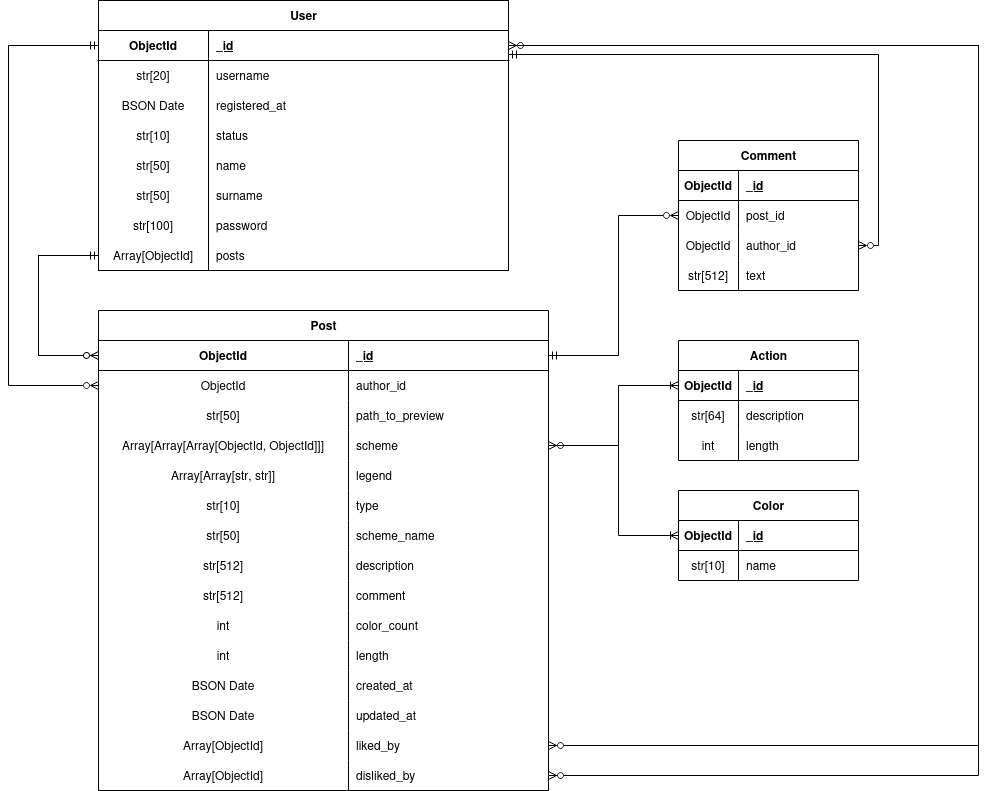 User
ObjectId _id
str[20] username
BSON Date registered_at
str[10] status
str[50] name
str[50] surname
str[100] password
Array[ObjectId] posts
Comment
ObjectId _id
ObjectId post_id
ObjectId author_id
str[512] text
Post
ObjectId _id
ObjectId author_id
str[50] path_to_preview
Array[Array[Array[ObjectId, ObjectId]]] scheme
Array[Array[str, str]] legend
str[10] type
str[50] scheme_name
str[512] description
str[512] comment
int color_count
int length
BSON Date created_at
BSON Date updated_at
Array[ObjectId] liked_by
Array[ObjectId] disliked_by
Action
ObjectId _id
str[64] description
int length
Color
ObjectId _id
str[10] name